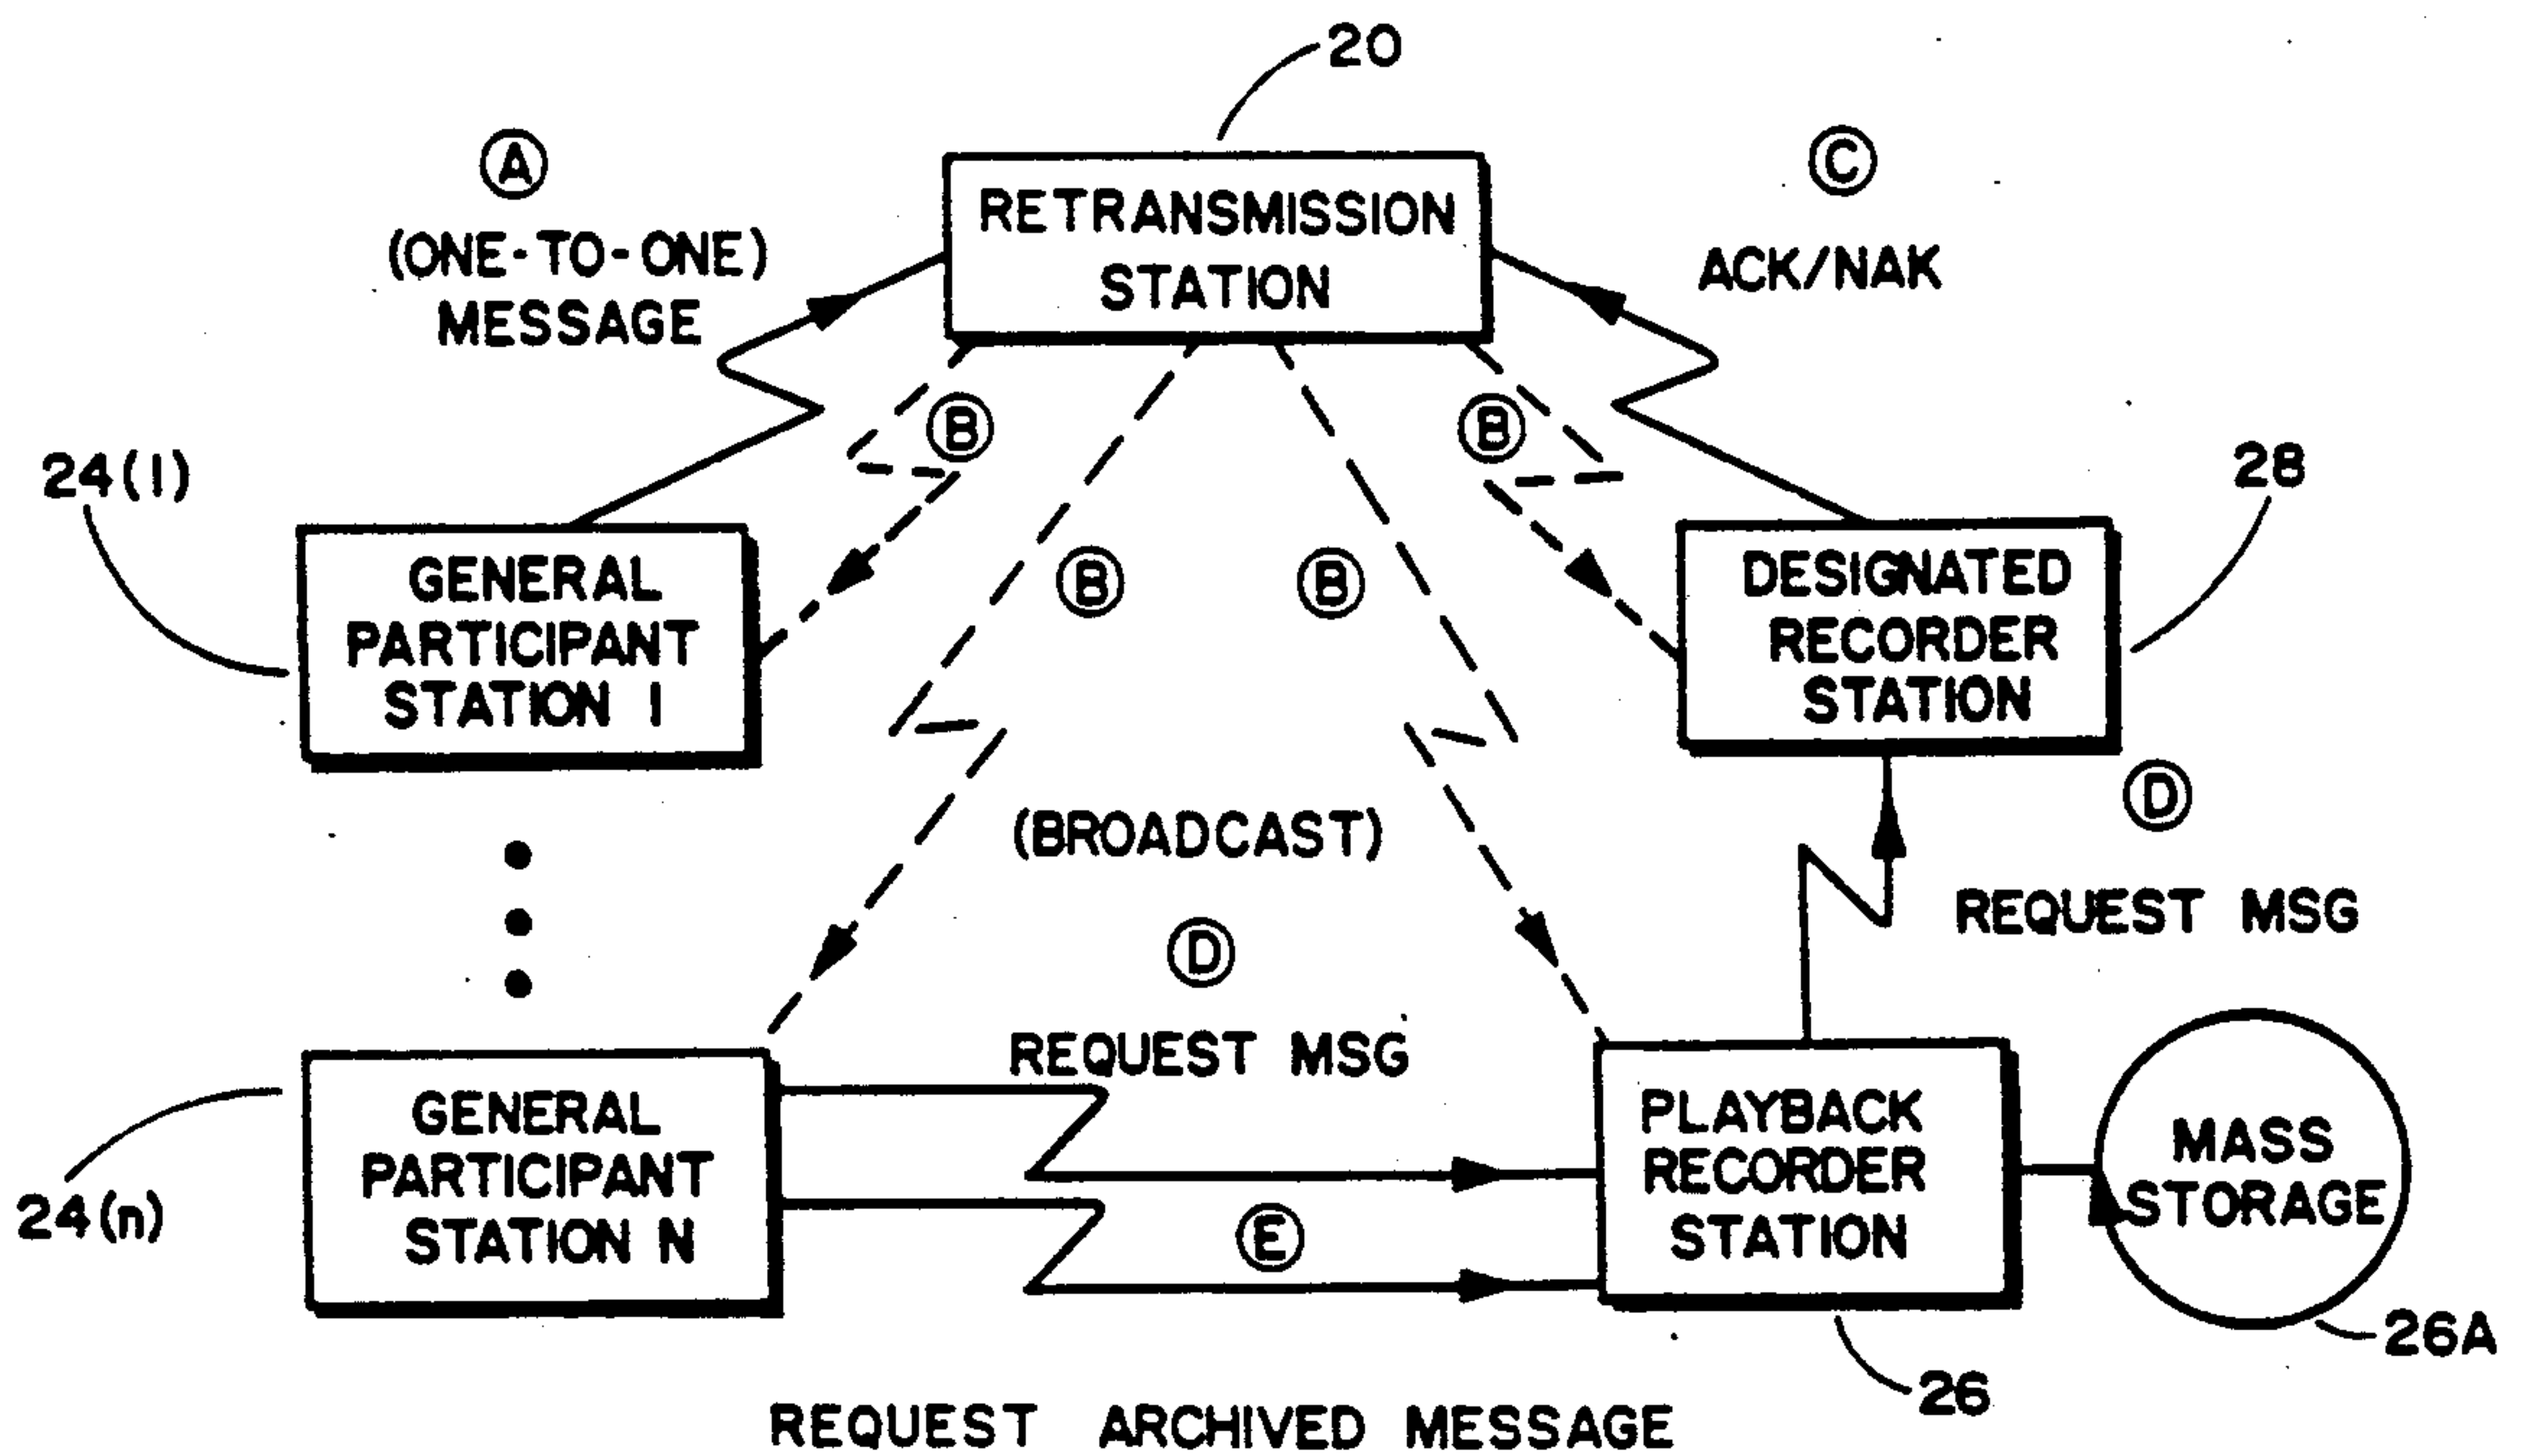 20
A
(ONE-TO-ONE)
MESSAGE
RETRANSMISSION
STATION
C
ACK/NAK
B
B
24(1)
28
GENERAL
PARTICIPANT
STATION 1
B
B
DESIGNATED
RECORDER
STATION
(BROADCAST)
D
REQUEST MSG
D
REQUEST MSG
GENERAL
PARTICIPANT
STATION N
24(n)
E
PLAYBACK
RECORDER
STATION
MASS
STORAGE
26A
26
REQUEST ARCHIVED MESSAGE